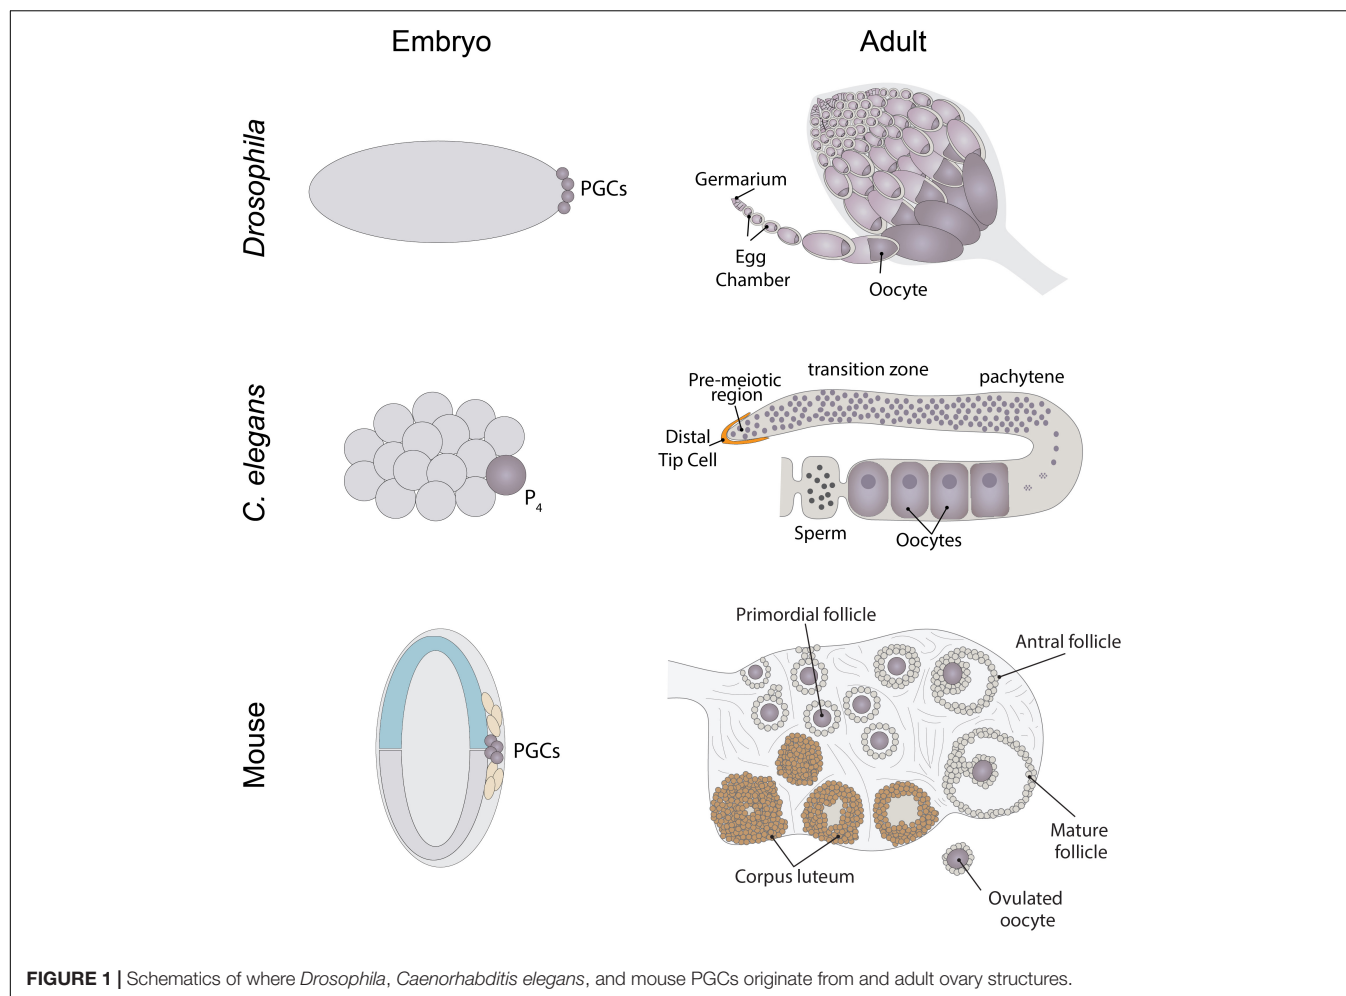 Embryo
Adult
Drosophila
PGCs
Germarium
Egg
Chamber
Oocyte
C. elegans
P4
Pre-meiotic
region
transition zone
pachytene
Distal
Tip Cell
Sperm
Oocytes
Mouse
PGCs
Primordial follicle
Antral follicle
Mature
follicle
Corpus luteum
Ovulated
oocyte
FIGURE 1 | Schematics of where Drosophila, Caenorhabditis elegans, and mouse PGCs originate from and adult ovary structures.